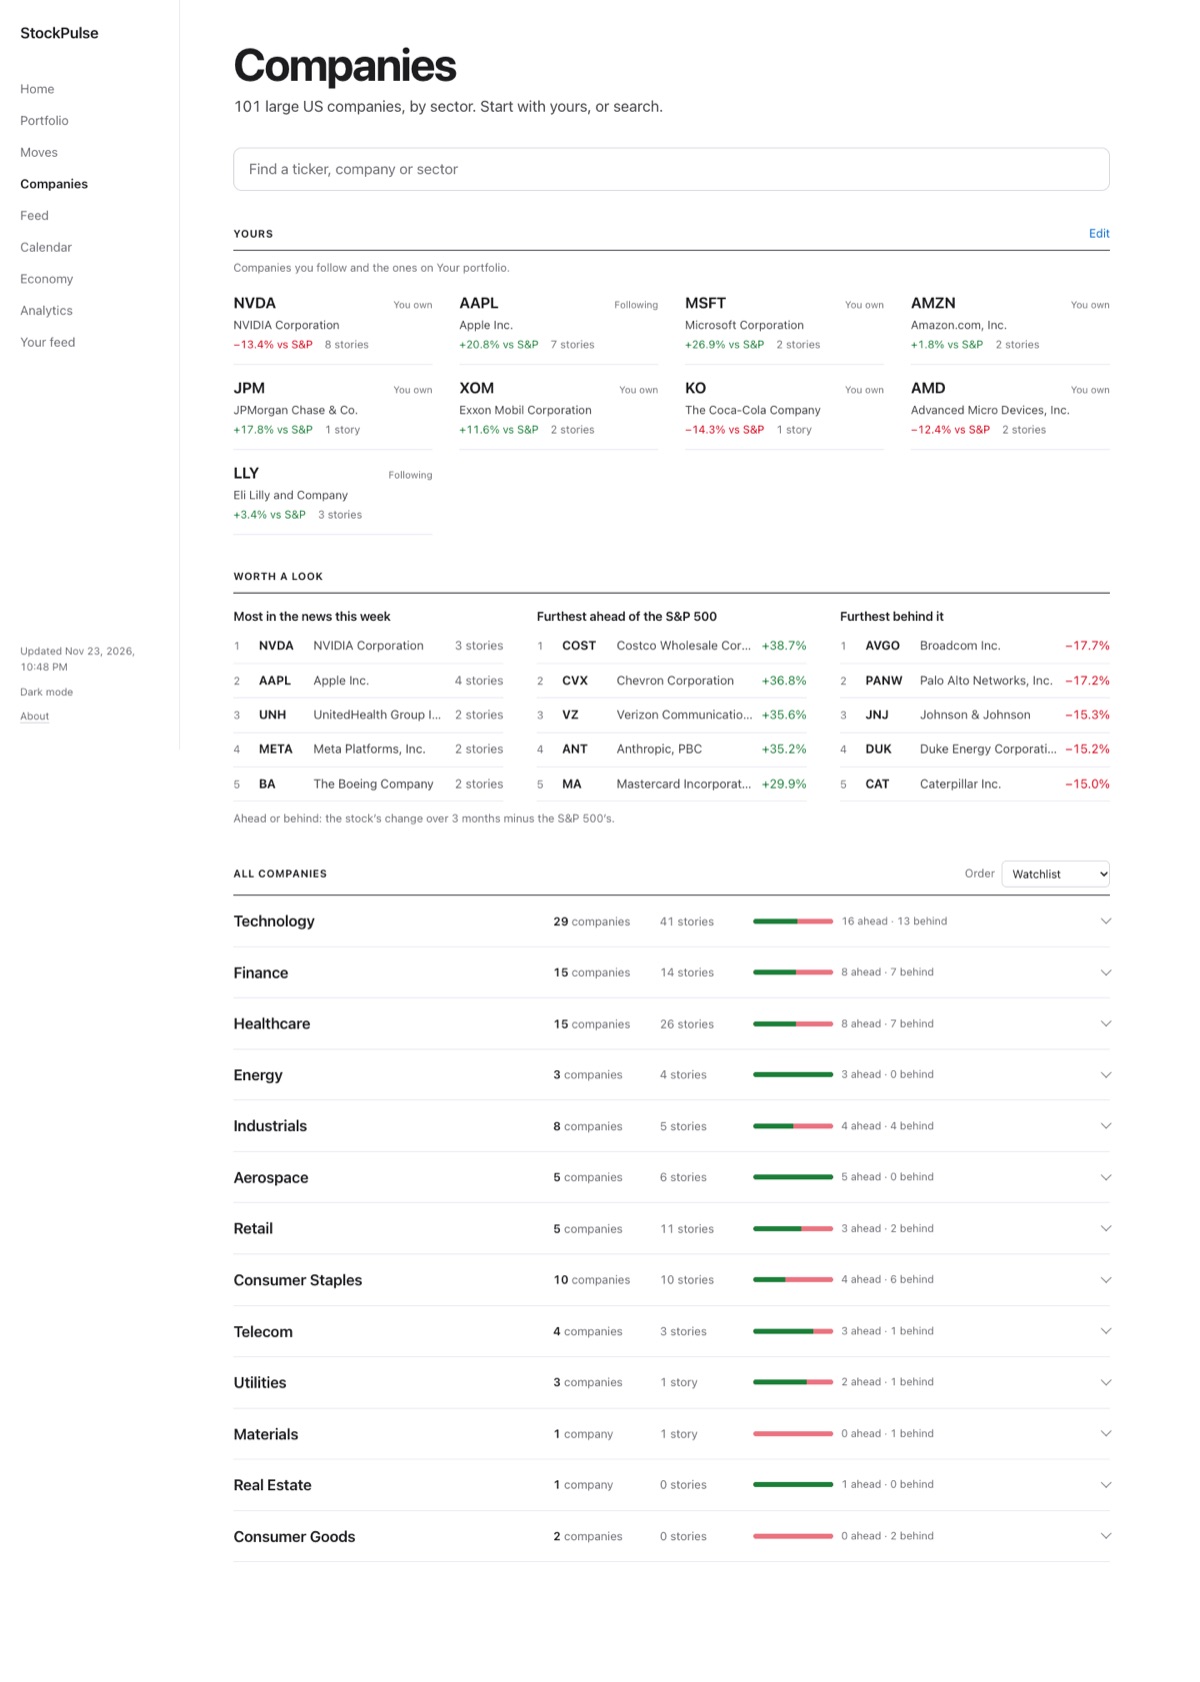 StockPulse
Home
Portfolio
Moves
Companies
Feed
Calendar
Economy
Analytics
Your feed
Updated Nov 23, 2026,
10:48 PM
Dark mode
About
Companies
101 large US companies, by sector. Start with yours, or search.
Find a ticker, company or sector
YOURS Edit
Companies you follow and the ones on Your portfolio.
NVDA You own
NVIDIA Corporation
−13.4% vs S&P 8 stories
AAPL Following
Apple Inc.
+20.8% vs S&P 7 stories
MSFT You own
Microsoft Corporation
+26.9% vs S&P 2 stories
AMZN You own
Amazon.com, Inc.
+1.8% vs S&P 2 stories
JPM You own
JPMorgan Chase & Co.
+17.8% vs S&P 1 story
XOM You own
Exxon Mobil Corporation
+11.6% vs S&P 2 stories
KO You own
The Coca-Cola Company
−14.3% vs S&P 1 story
AMD You own
Advanced Micro Devices, Inc.
−12.4% vs S&P 2 stories
LLY Following
Eli Lilly and Company
+3.4% vs S&P 3 stories
WORTH A LOOK
Most in the news this week
1 NVDA NVIDIA Corporation 3 stories
2 AAPL Apple Inc. 4 stories
3 UNH UnitedHealth Group I... 2 stories
4 META Meta Platforms, Inc. 2 stories
5 BA The Boeing Company 2 stories
Furthest ahead of the S&P 500
1 COST Costco Wholesale Cor... +38.7%
2 CVX Chevron Corporation +36.8%
3 VZ Verizon Communicatio... +35.6%
4 ANT Anthropic, PBC +35.2%
5 MA Mastercard Incorporat... +29.9%
Furthest behind it
1 AVGO Broadcom Inc. −17.7%
2 PANW Palo Alto Networks, Inc. −17.2%
3 JNJ Johnson & Johnson −15.3%
4 DUK Duke Energy Corporati... −15.2%
5 CAT Caterpillar Inc. −15.0%
Ahead or behind: the stock's change over 3 months minus the S&P 500's.
ALL COMPANIES Order Watchlist
Technology 29 companies 41 stories 16 ahead · 13 behind
Finance 15 companies 14 stories 8 ahead · 7 behind
Healthcare 15 companies 26 stories 8 ahead · 7 behind
Energy 3 companies 4 stories 3 ahead · 0 behind
Industrials 8 companies 5 stories 4 ahead · 4 behind
Aerospace 5 companies 6 stories 5 ahead · 0 behind
Retail 5 companies 11 stories 3 ahead · 2 behind
Consumer Staples 10 companies 10 stories 4 ahead · 6 behind
Telecom 4 companies 3 stories 3 ahead · 1 behind
Utilities 3 companies 1 story 2 ahead · 1 behind
Materials 1 company 1 story 0 ahead · 1 behind
Real Estate 1 company 0 stories 1 ahead · 0 behind
Consumer Goods 2 companies 0 stories 0 ahead · 2 behind